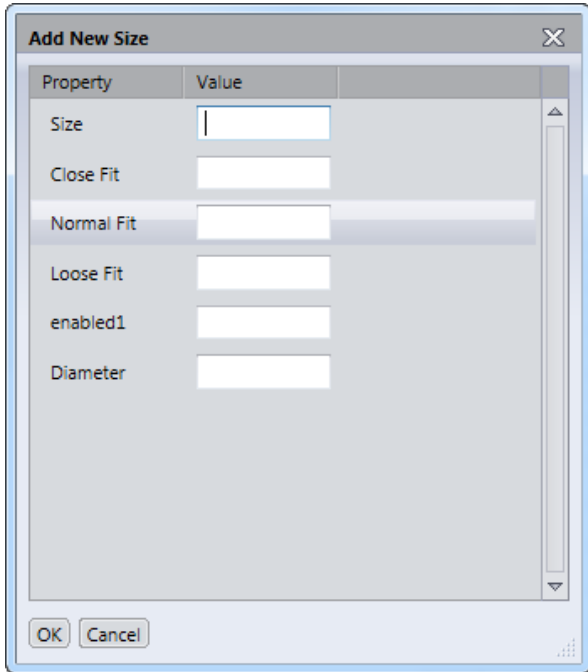 Add New Size
Property Value
Size
Close Fit
Normal Fit
Loose Fit
enabled1
Diameter
OK Cancel